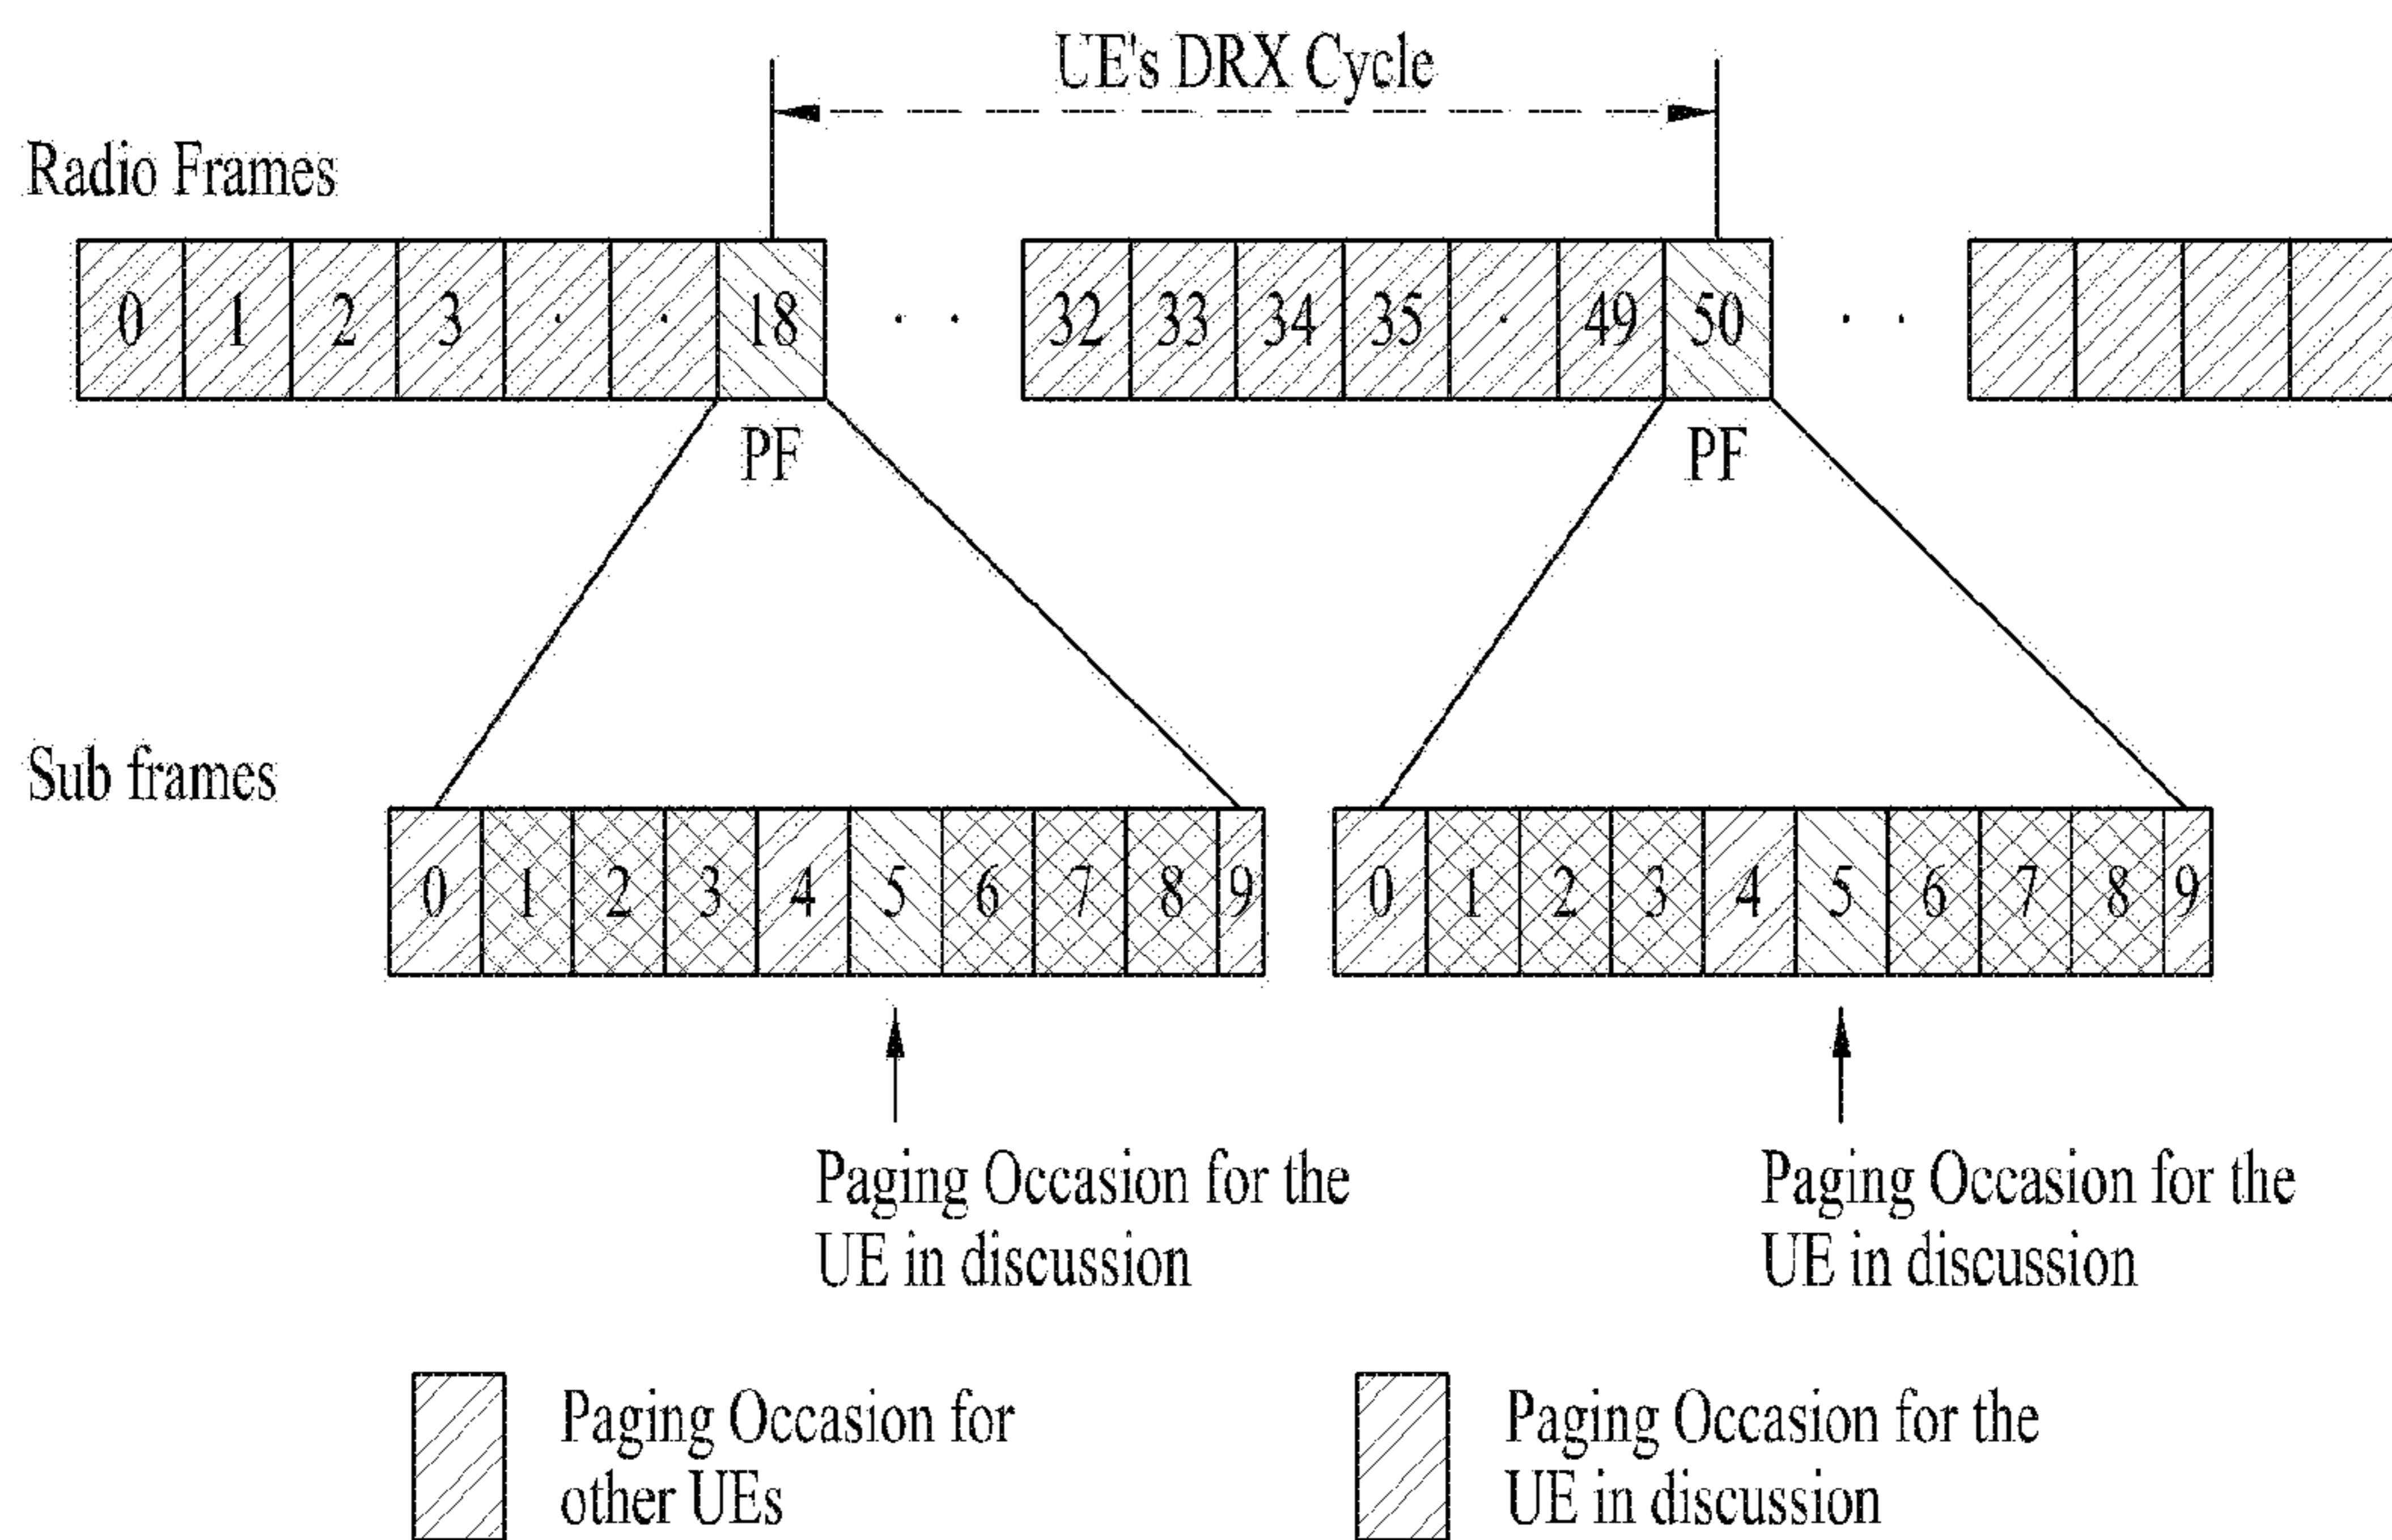 UE's DRX Cycle
Radio Frames
0 1 2 3 . . 18 . . 32 33 34 35 . 49 50 . .
PF PF
Sub frames
0 1 2 3 4 5 6 7 8 9 0 1 2 3 4 5 6 7 8 9
Paging Occasion for the
UE in discussion
Paging Occasion for the
UE in discussion
Paging Occasion for
other UEs
Paging Occasion for the
UE in discussion